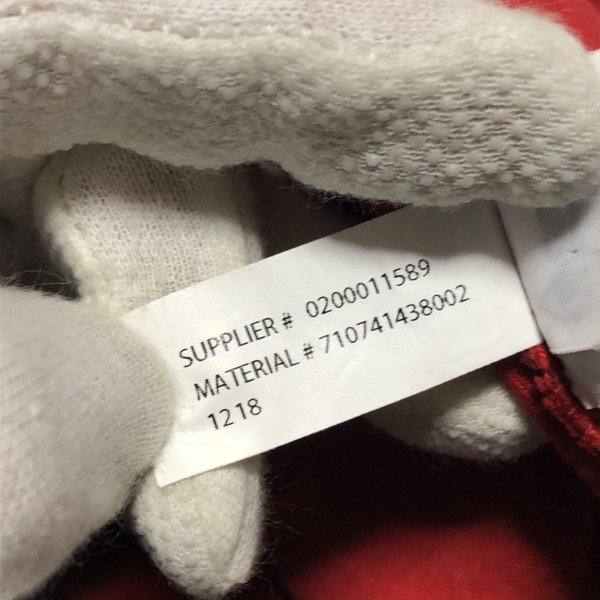 SUPPLIER # 0200011589
MATERIAL # 710741438002
1218